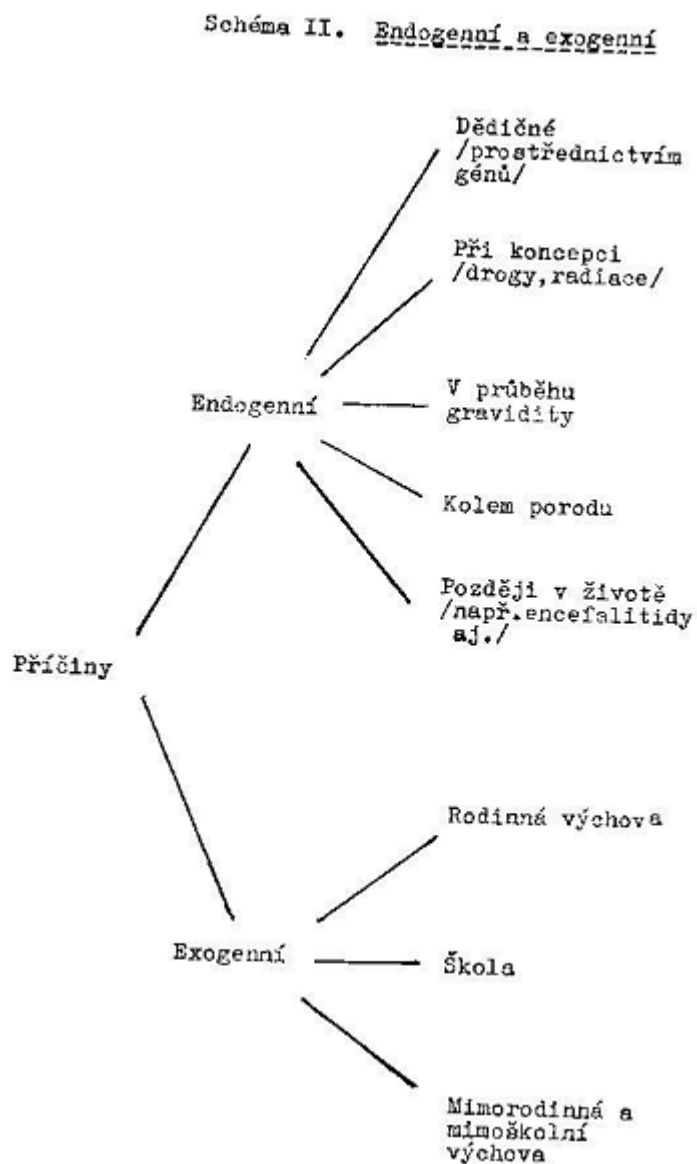 Schéma II. Endogenní a exogenní
Dědičné
/prostřednictvím
génů/
Při koncepci
/drogy,radiace/
Endogenní
V průběhu
gravidity
Kolem porodu
Později v životě
/např.encefalitidy
aj./
Příčiny
Rodinná výchova
Exogenní
Škola
Mimorodinná a
mimoškolní
výchova